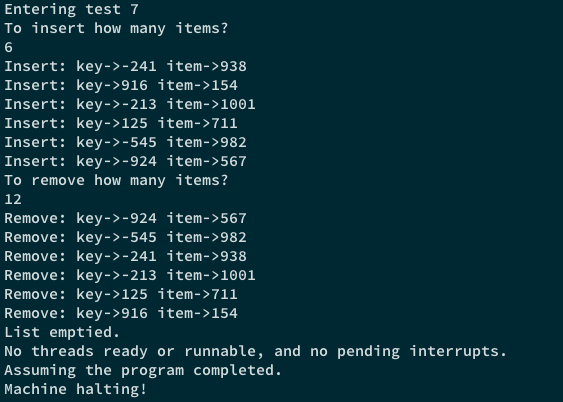 Entering test 7
To insert how many items?
6
Insert: key->-241 item->938
Insert: key->916 item->154
Insert: key->-213 item->1001
Insert: key->125 item->711
Insert: key->-545 item->982
Insert: key->-924 item->567
To remove how many items?
12
Remove: key->-924 item->567
Remove: key->-545 item->982
Remove: key->-241 item->938
Remove: key->-213 item->1001
Remove: key->125 item->711
Remove: key->916 item->154
List emptied.
No threads ready or runnable, and no pending interrupts.
Assuming the program completed.
Machine halting!